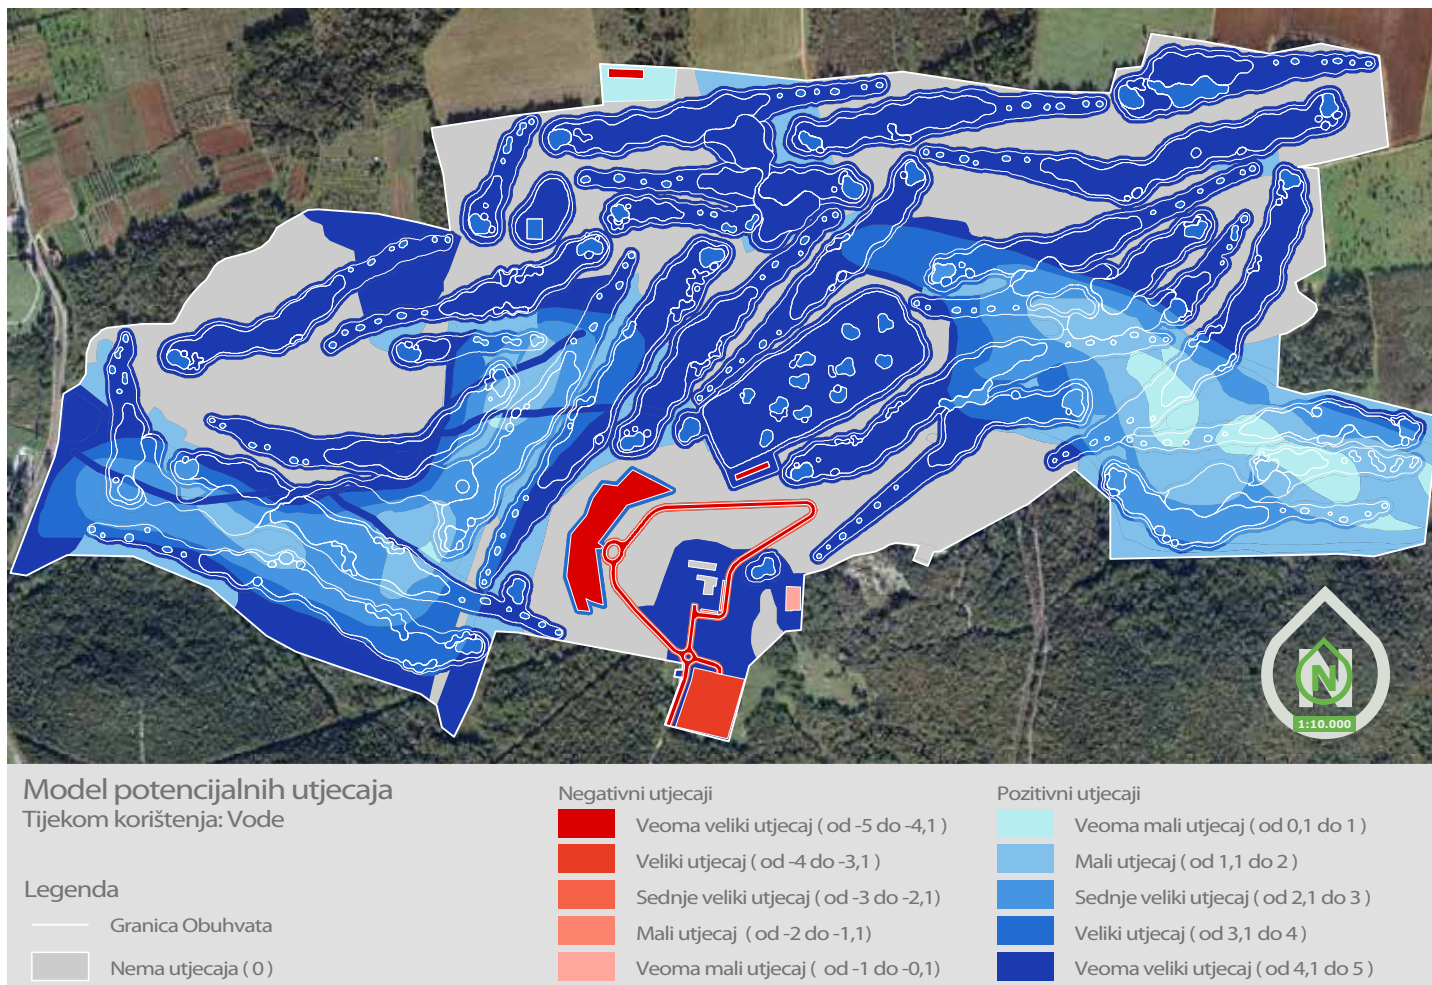 N
1:10.000
Model potencijalnih utjecaja
Tijekom korištenja: Vode
Legenda
Granica Obuhvata
Nema utjecaja ( 0 )
Negativni utjecaji
Veoma veliki utjecaj ( od -5 do -4,1 )
Veliki utjecaj ( od -4 do -3,1 )
Sednje veliki utjecaj ( od -3 do -2,1 )
Mali utjecaj ( od -2 do -1,1)
Veoma mali utjecaj ( od -1 do -0,1)
Pozitivni utjecaji
Veoma mali utjecaj ( od 0,1 do 1 )
Mali utjecaj ( od 1,1 do 2 )
Sednje veliki utjecaj ( od 2,1 do 3 )
Veliki utjecaj ( od 3,1 do 4 )
Veoma veliki utjecaj ( od 4,1 do 5 )